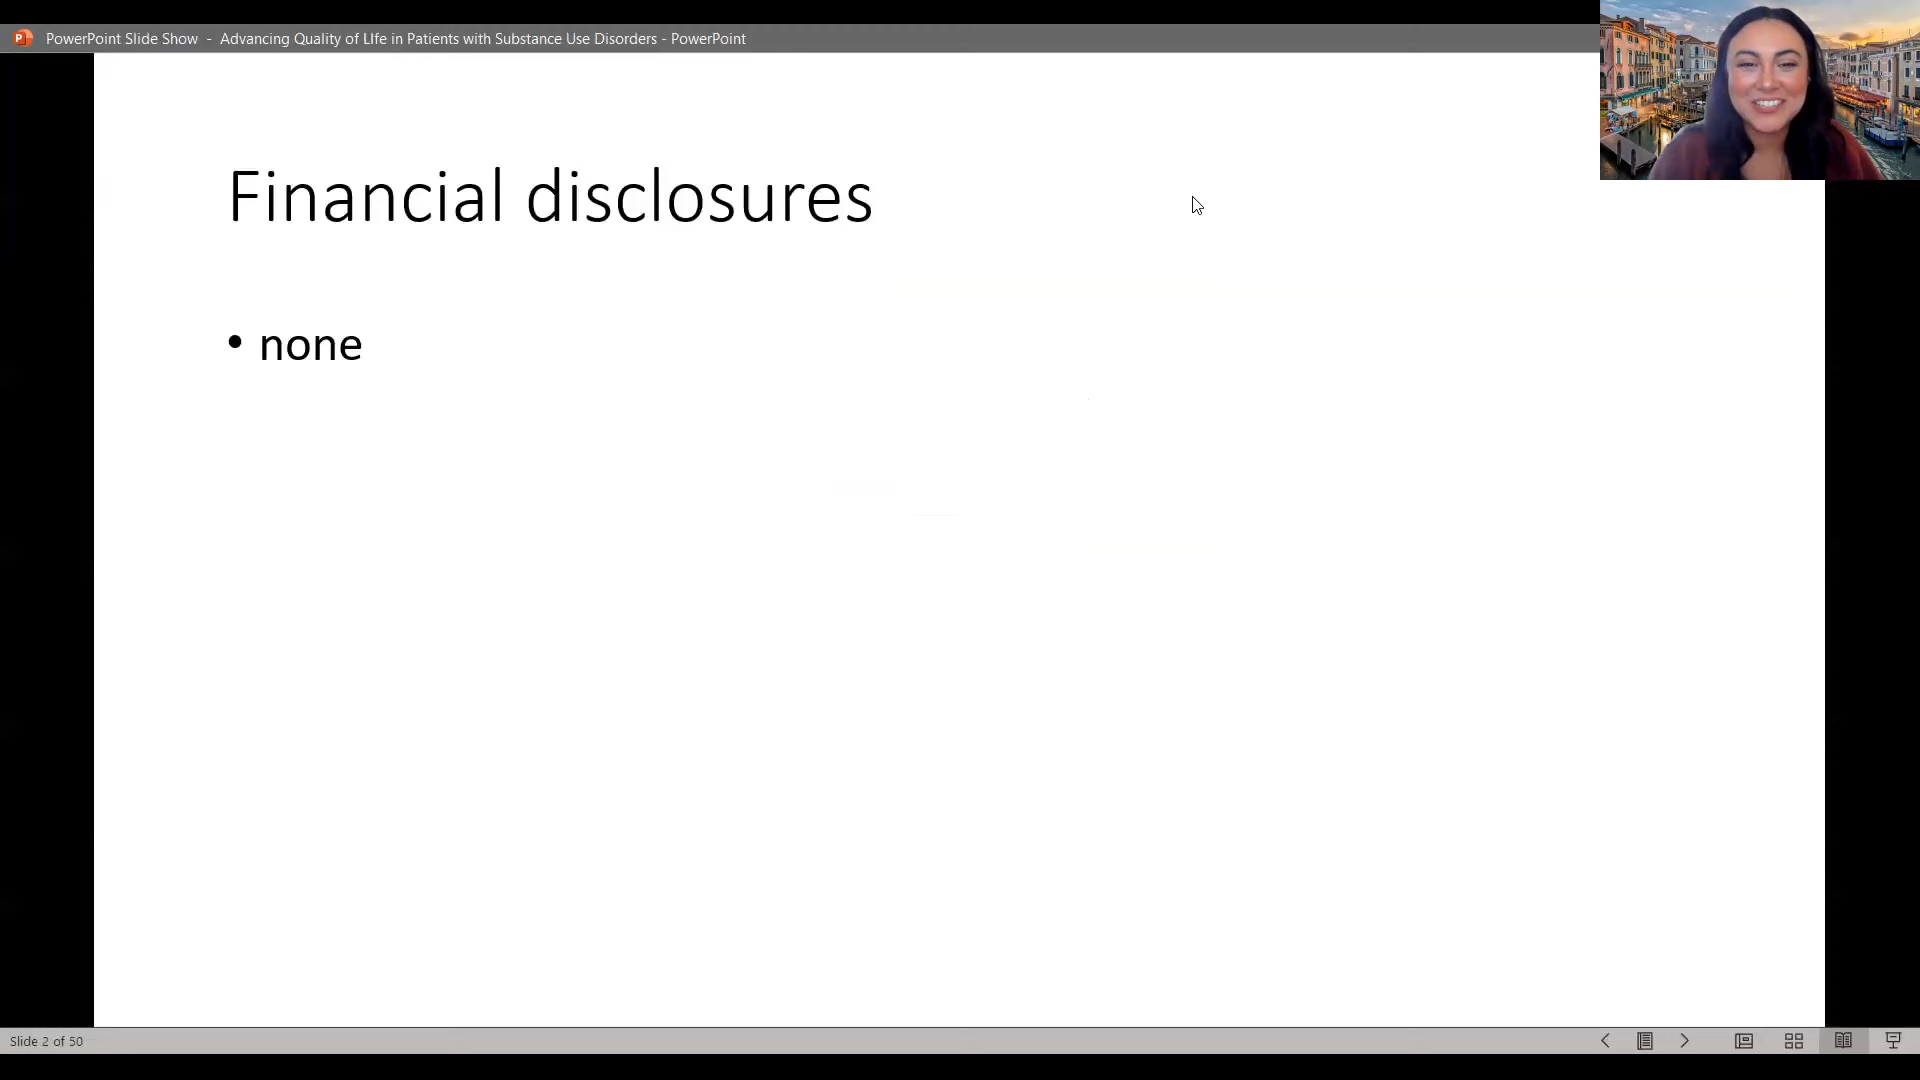 PowerPoint Slide Show - Advancing Quality of LIfe in Patients with Substance Use Disorders - PowerPoint
Financial disclosures
• none
Slide 2 of 50